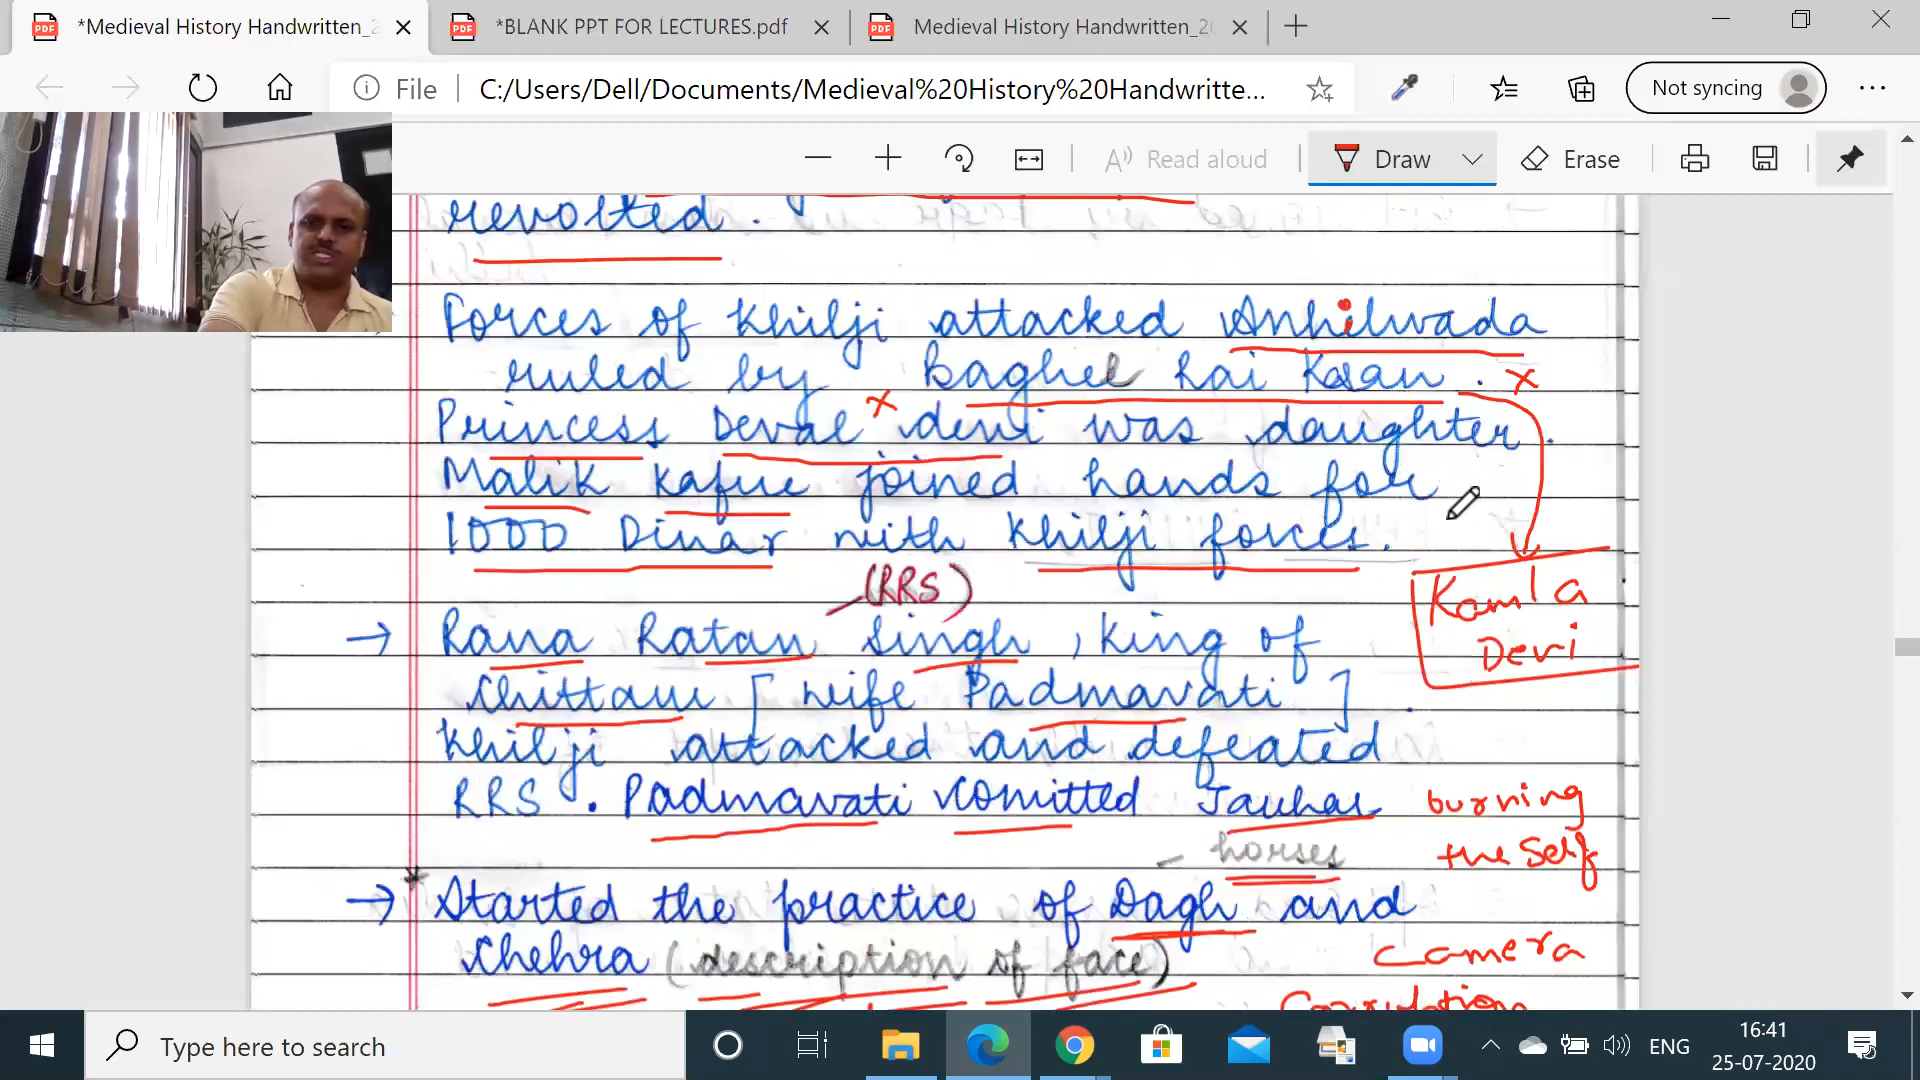 *Medieval History Handwritten_2
*BLANK PPT FOR LECTURES.pdf
Medieval History Handwritten_20
File
C:/Users/Dell/Documents/Medieval%20History%20Handwritte...
Not syncing
Read aloud
Draw
Erase
revolted.
Forces of Khilji attacked Anhilwada
ruled by Baghel Rai Karan. x
Princess Deval x devi was daughter.
Malik Kafur joined hands for
1000 Dinar with Khilji forces.
(RRS)
Kamla
Devi
→ Rana Ratan Singh, King of
Chittaur [wife Padmavati].
Khilji attacked and defeated
RRS. Padmavati comitted Jauhar
burning
the Self
- horses
→ * Started the practice of Dagh and
Chehra (description of face)
camera
Type here to search
ENG
16:41
25-07-2020